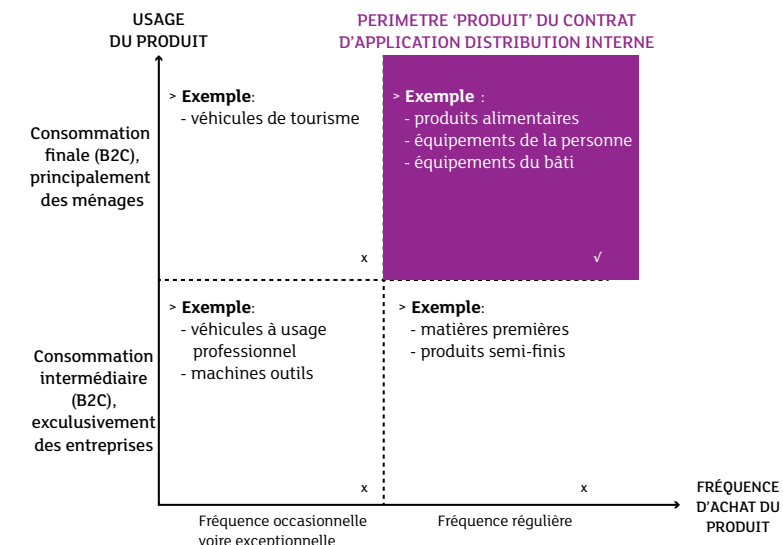 USAGE
DU PRODUIT
PERIMETRE ‘PRODUIT’ DU CONTRAT
D’APPLICATION DISTRIBUTION INTERNE
Consommation
finale (B2C),
principalement
des ménages
> Exemple:
- véhicules de tourisme
x
> Exemple :
- produits alimentaires
- équipements de la personne
- équipements du bâti
√
Consommation
intermédiaire
(B2C),
exculusivement
des entreprises
> Exemple:
- véhicules à usage
professionnel
- machines outils
x
> Exemple:
- matières premières
- produits semi-finis
x
FRÉQUENCE
D’ACHAT DU
PRODUIT
Fréquence occasionnelle
voire exceptionnelle
Fréquence régulière